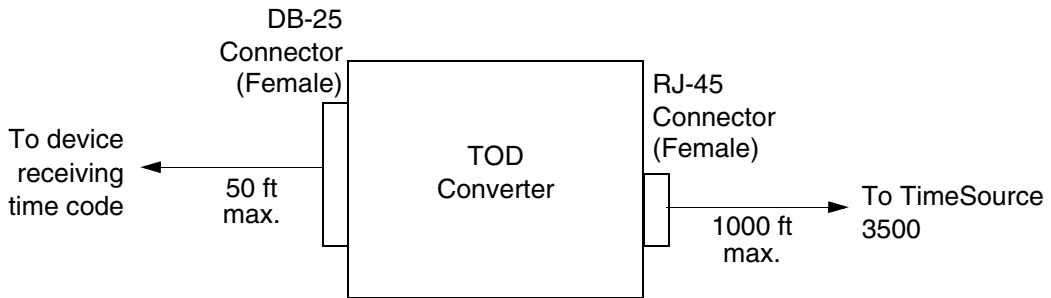 DB-25
Connector
(Female)
To device
receiving
time code
50 ft
max.
TOD
Converter
RJ-45
Connector
(Female)
1000 ft
max.
To TimeSource
3500